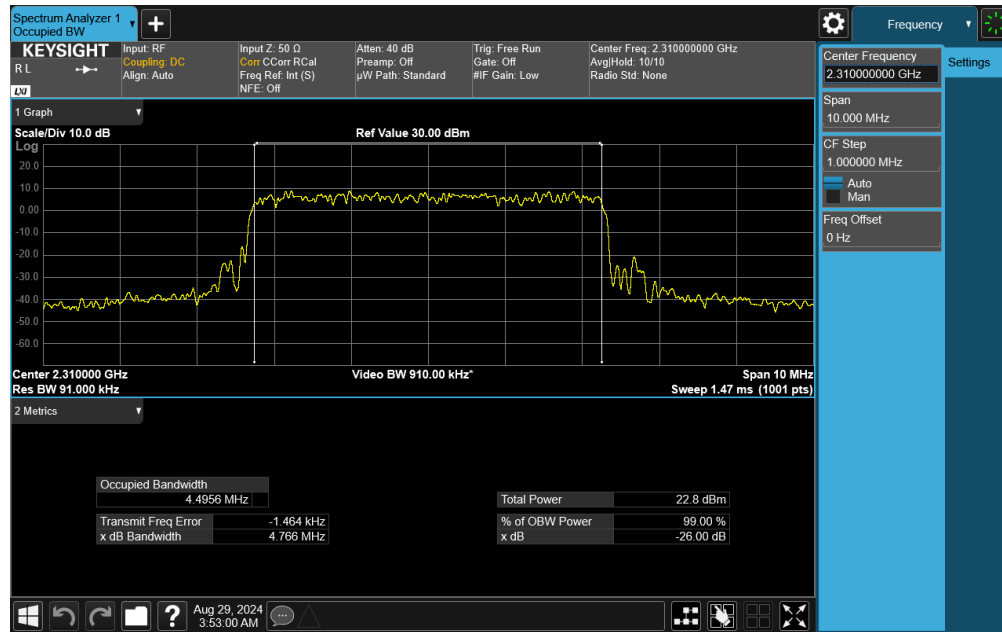 Spectrum Analyzer 1
Occupied BW
Frequency
KEYSIGHT
R L
LXI
Input: RF
Coupling: DC
Align: Auto
Input Z: 50 Ω
Corr CCorr RCal
Freq Ref: Int (S)
NFE: Off
Atten: 40 dB
Preamp: Off
µW Path: Standard
Trig: Free Run
Gate: Off
#IF Gain: Low
Center Freq: 2.310000000 GHz
Avg|Hold: 10/10
Radio Std: None
Center Frequency
2.310000000 GHz
Settings
Span
10.000 MHz
CF Step
1.000000 MHz
Auto
Man
Freq Offset
0 Hz
1 Graph
Scale/Div 10.0 dB
Ref Value 30.00 dBm
Log
20.0
10.0
0.00
-10.0
-20.0
-30.0
-40.0
-50.0
-60.0
Center 2.310000 GHz
Video BW 910.00 kHz*
Span 10 MHz
Res BW 91.000 kHz
Sweep 1.47 ms (1001 pts)
2 Metrics
Occupied Bandwidth
4.4956 MHz
Transmit Freq Error -1.464 kHz
x dB Bandwidth 4.766 MHz
Total Power 22.8 dBm
% of OBW Power 99.00 %
x dB -26.00 dB
?
Aug 29, 2024
3:53:00 AM